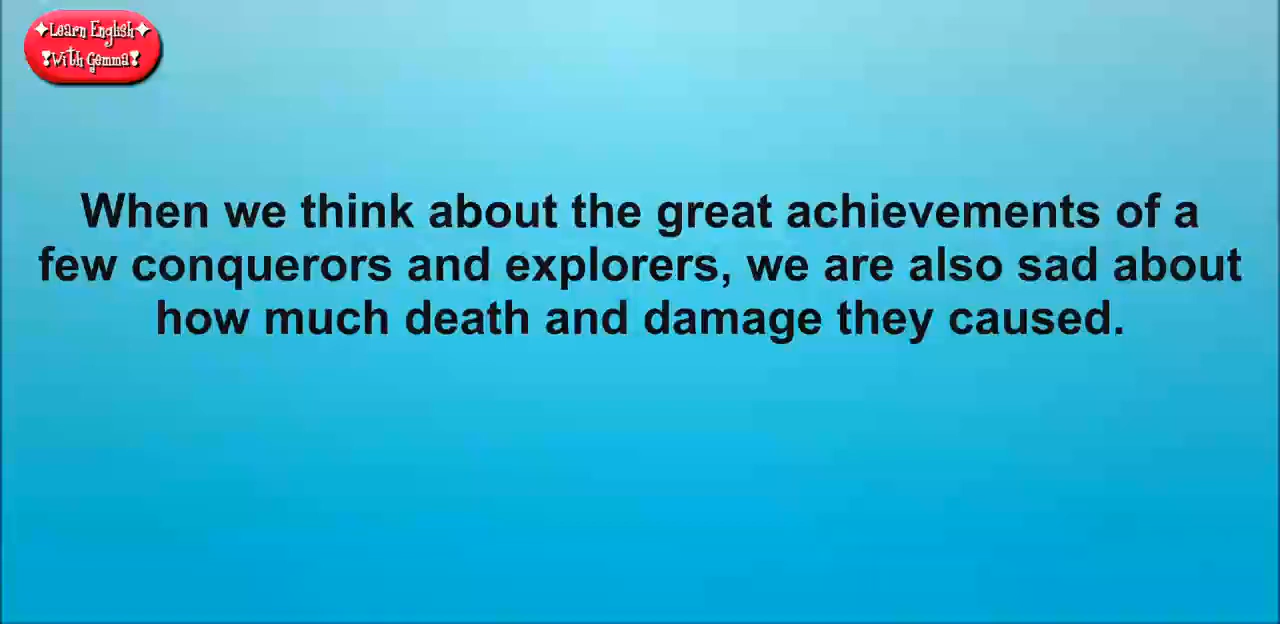 Learn English
With Gemma
When we think about the great achievements of a
few conquerors and explorers, we are also sad about
how much death and damage they caused.